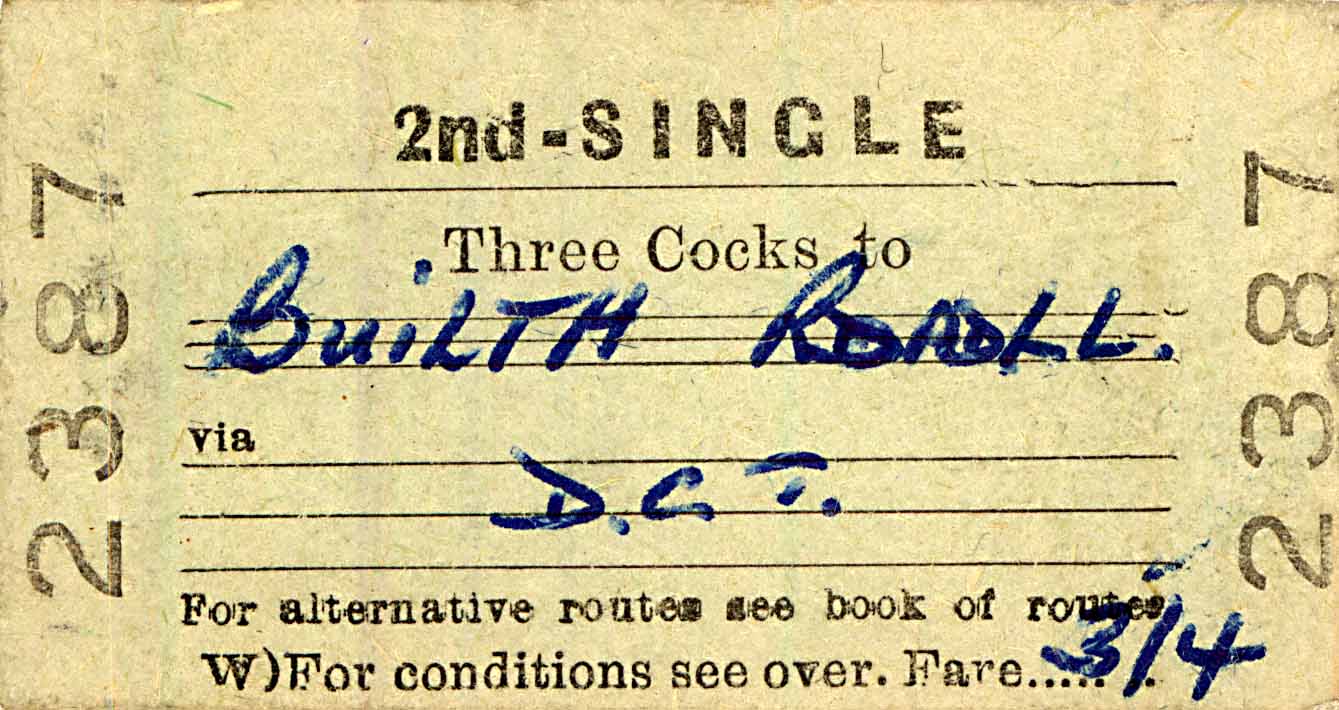 2nd-SINGLE
Three Cocks to
BuiLTH ROAD L.L.
via
D.C.T.
For alternative routes see book of routes
W)For conditions see over. Fare..... 3/4
2387
2387